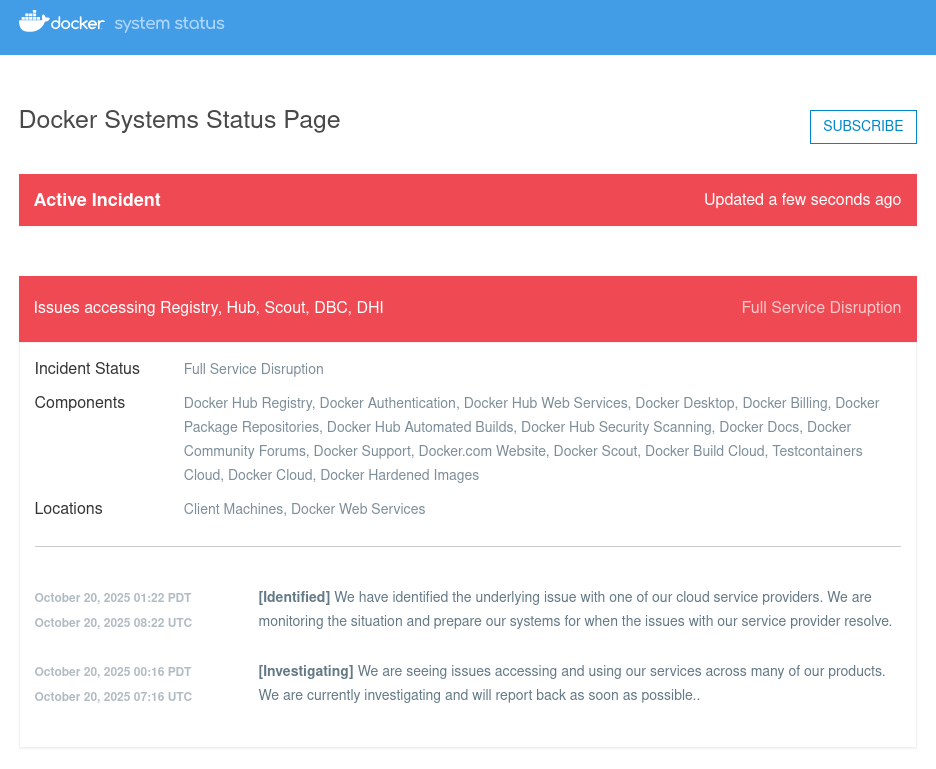 docker system status
Docker Systems Status Page
SUBSCRIBE
Active Incident Updated a few seconds ago
Issues accessing Registry, Hub, Scout, DBC, DHI Full Service Disruption
Incident Status Full Service Disruption
Components Docker Hub Registry, Docker Authentication, Docker Hub Web Services, Docker Desktop, Docker Billing, Docker
Package Repositories, Docker Hub Automated Builds, Docker Hub Security Scanning, Docker Docs, Docker
Community Forums, Docker Support, Docker.com Website, Docker Scout, Docker Build Cloud, Testcontainers
Cloud, Docker Cloud, Docker Hardened Images
Locations Client Machines, Docker Web Services
October 20, 2025 01:22 PDT
October 20, 2025 08:22 UTC
[Identified] We have identified the underlying issue with one of our cloud service providers. We are
monitoring the situation and prepare our systems for when the issues with our service provider resolve.
October 20, 2025 00:16 PDT
October 20, 2025 07:16 UTC
[Investigating] We are seeing issues accessing and using our services across many of our products.
We are currently investigating and will report back as soon as possible..